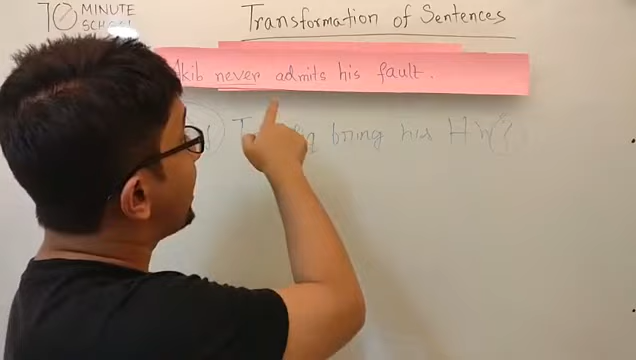 10 MINUTE SCHOOL
Transformation of Sentences
Akib never admits his fault.
bring his H.W?